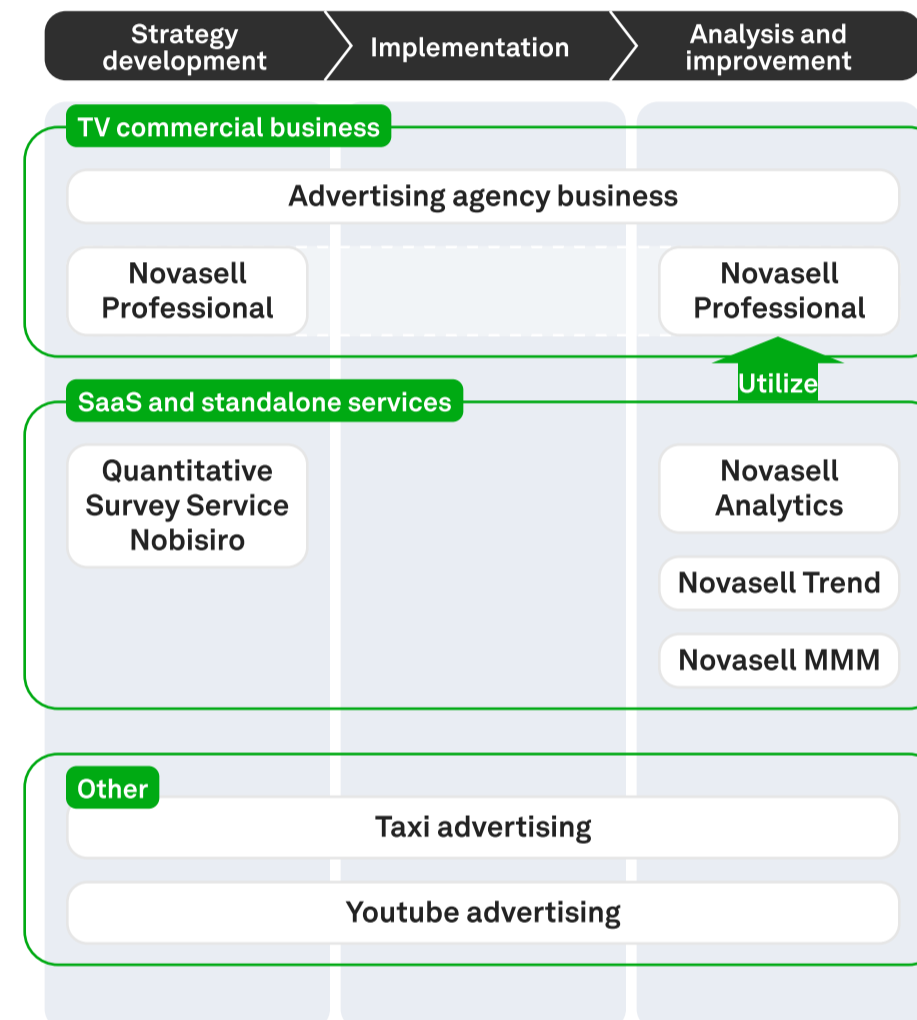 Strategy
development
Implementation
Analysis and
improvement
TV commercial business
Advertising agency business
Novasell
Professional
Novasell
Professional
Utilize
SaaS and standalone services
Quantitative
Survey Service
Nobisiro
Novasell
Analytics
Novasell Trend
Novasell MMM
Other
Taxi advertising
Youtube advertising